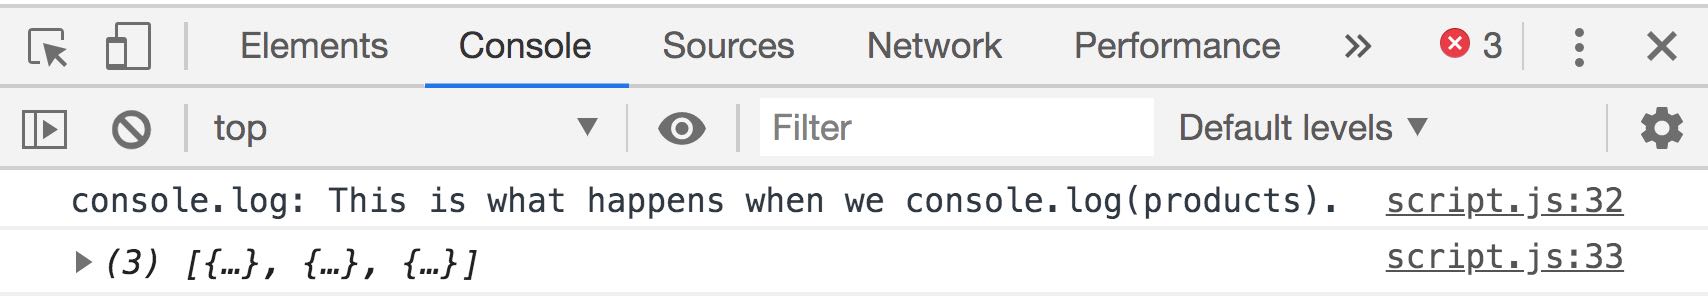 Elements Console Sources Network Performance » 3
top Filter Default levels
console.log: This is what happens when we console.log(products). script.js:32
(3) [{…}, {…}, {…}] script.js:33